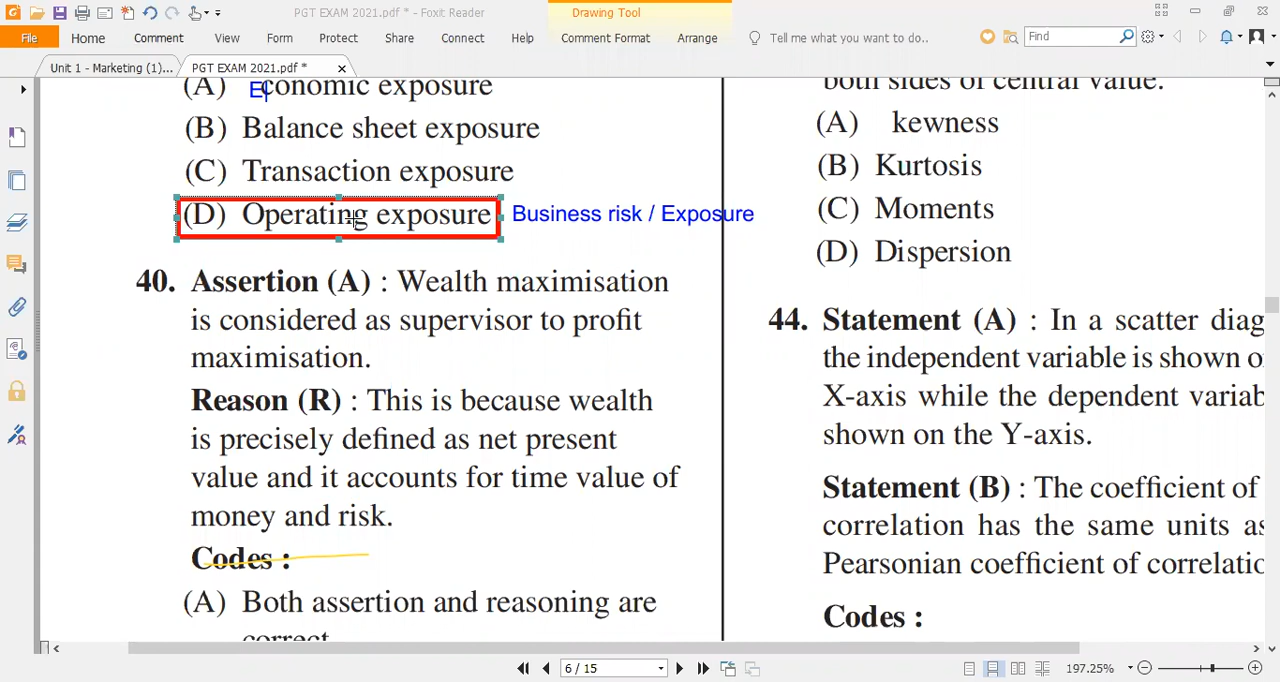 PGT EXAM 2021.pdf * - Foxit Reader
Drawing Tool
File
Home
Comment
View
Form
Protect
Share
Connect
Help
Comment Format
Arrange
Tell me what you want to do..
Find
Unit 1 - Marketing (1)...
PGT EXAM 2021.pdf *
(A) Economic exposure
(B) Balance sheet exposure
(C) Transaction exposure
(D) Operating exposure
Business risk / Exposure
40. Assertion (A) : Wealth maximisation
is considered as supervisor to profit
maximisation.
Reason (R) : This is because wealth
is precisely defined as net present
value and it accounts for time value of
money and risk.
Codes :
(A) Both assertion and reasoning are
correct
both sides of central value.
(A) kewness
(B) Kurtosis
(C) Moments
(D) Dispersion
44. Statement (A) : In a scatter diag
the independent variable is shown o
X-axis while the dependent variab
shown on the Y-axis.
Statement (B) : The coefficient of
correlation has the same units as
Pearsonian coefficient of correlatio
Codes :
6 / 15
197.25%